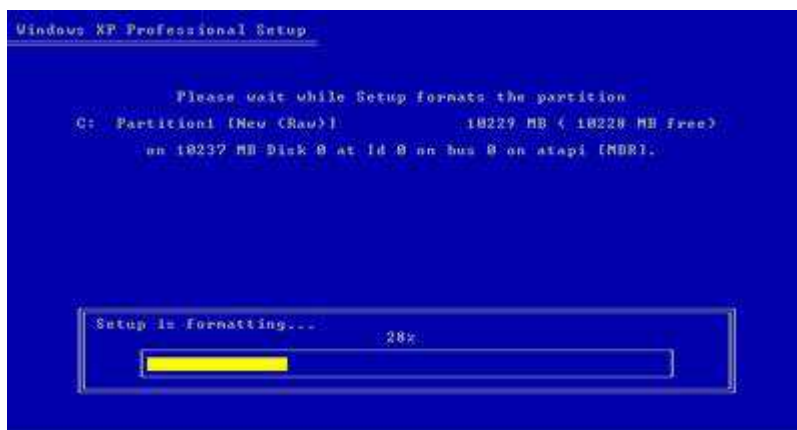 Windows XP Professional Setup
Please wait while Setup formats the partition
C: Partition1 [New (Raw)] 10229 MB ( 10228 MB free)
on 10237 MB Disk 0 at Id 0 on bus 0 on atapi [MBR].
Setup is formatting...
28%